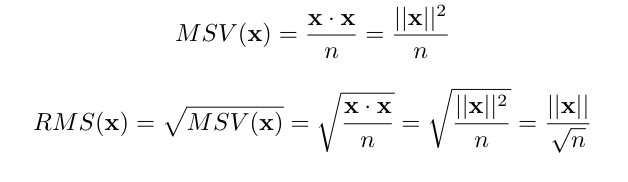 MSV(𝐱) = 𝐱 · 𝐱 / n = ||𝐱||² / n
RMS(𝐱) = √MSV(𝐱) = √(𝐱 · 𝐱 / n) = √(||𝐱||² / n) = ||𝐱|| / √n